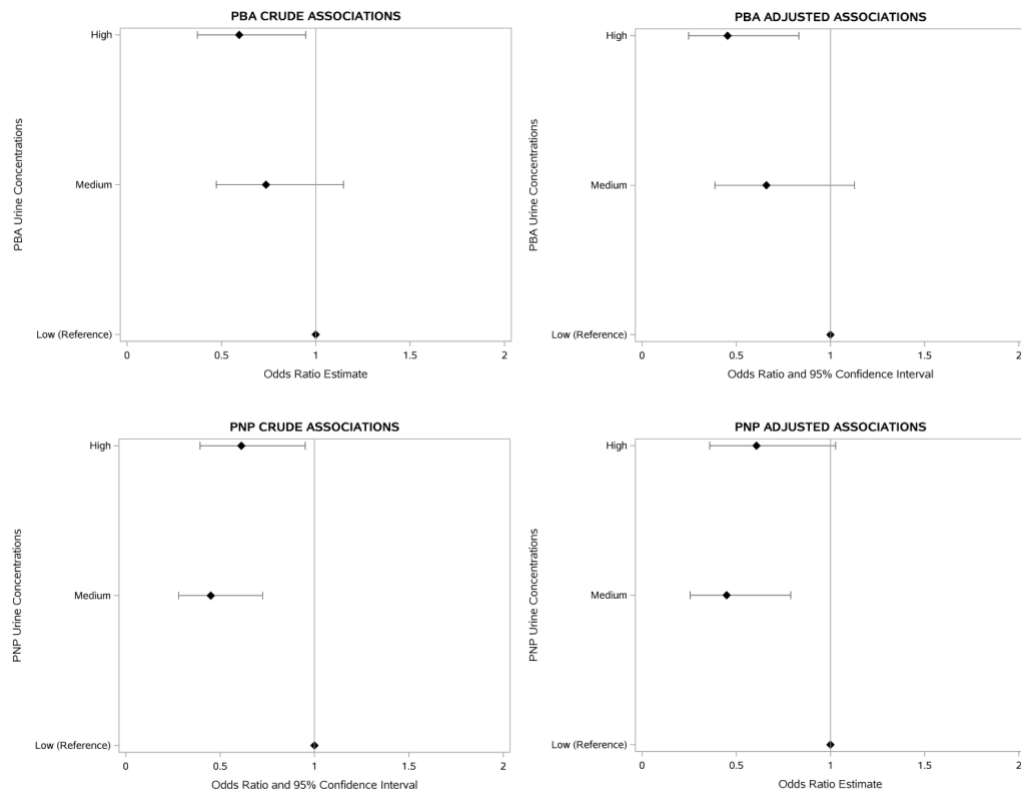 PBA CRUDE ASSOCIATIONS
High
Medium
Low (Reference)
PBA Urine Concentrations
0 0.5 1 1.5 2
Odds Ratio Estimate
PBA ADJUSTED ASSOCIATIONS
High
Medium
Low (Reference)
PBA Urine Concentrations
0 0.5 1 1.5 2
Odds Ratio and 95% Confidence Interval
PNP CRUDE ASSOCIATIONS
High
Medium
Low (Reference)
PNP Urine Concentrations
0 0.5 1 1.5 2
Odds Ratio and 95% Confidence Interval
PNP ADJUSTED ASSOCIATIONS
High
Medium
Low (Reference)
PNP Urine Concentrations
0 0.5 1 1.5 2
Odds Ratio Estimate